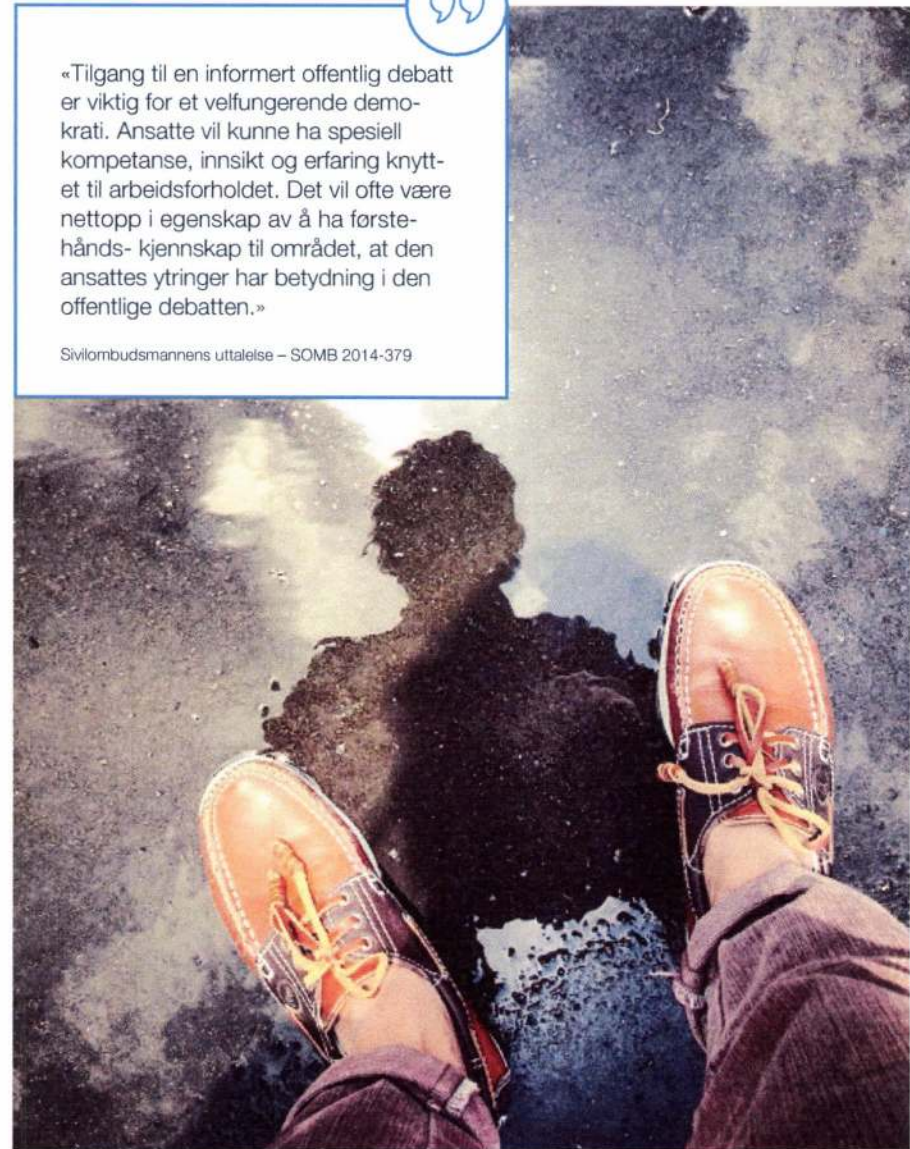 «Tilgang til en informert offentlig debatt
er viktig for et velfungerende demo-
krati. Ansatte vil kunne ha spesiell
kompetanse, innsikt og erfaring knytt-
et til arbeidsforholdet. Det vil ofte være
nettopp i egenskap av å ha første-
hånds- kjennskap til området, at den
ansattes ytringer har betydning i den
offentlige debatten.»
Sivilombudsmannens uttalelse – SOMB 2014-379